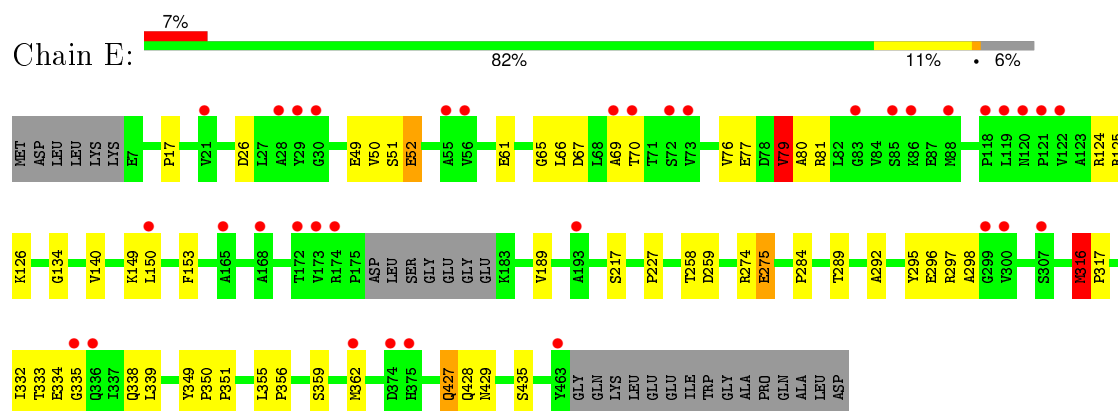 7%
Chain E:
82% 11% • 6%
MET ASP LEU LEU LYS LYS E7 P17 V21 D26 L27 A28 Y29 G30 E49 V50 S51 E52 A55 V56 E61 G65 L66 D67 L68 A69 T70 T71 S72 V73 V76 E77 D78 V79 A80 R81 L82 G83 V84 S85 K86 E87 M88 P118 L119 N120 P121 V122 A123 R124 R125
K126 G134 V140 K149 L150 F153 A165 A168 T172 V173 R174 P175 ASP LEU SER GLY GLU GLY GLU K183 V189 A193 S217 P227 T258 D259 R274 E275 P284 T289 A292 Y295 E296 R297 A298 G299 V300 S307 M316 P317
I332 T333 E334 G335 Q336 I337 Q338 L339 Y349 P350 P351 L355 P356 S359 M362 D374 H375 Q427 Q428 N429 S435 Y463 GLY GLN LYS LEU GLU GLU ILE TRP GLY ALA PRO GLN ALA LEU ASP